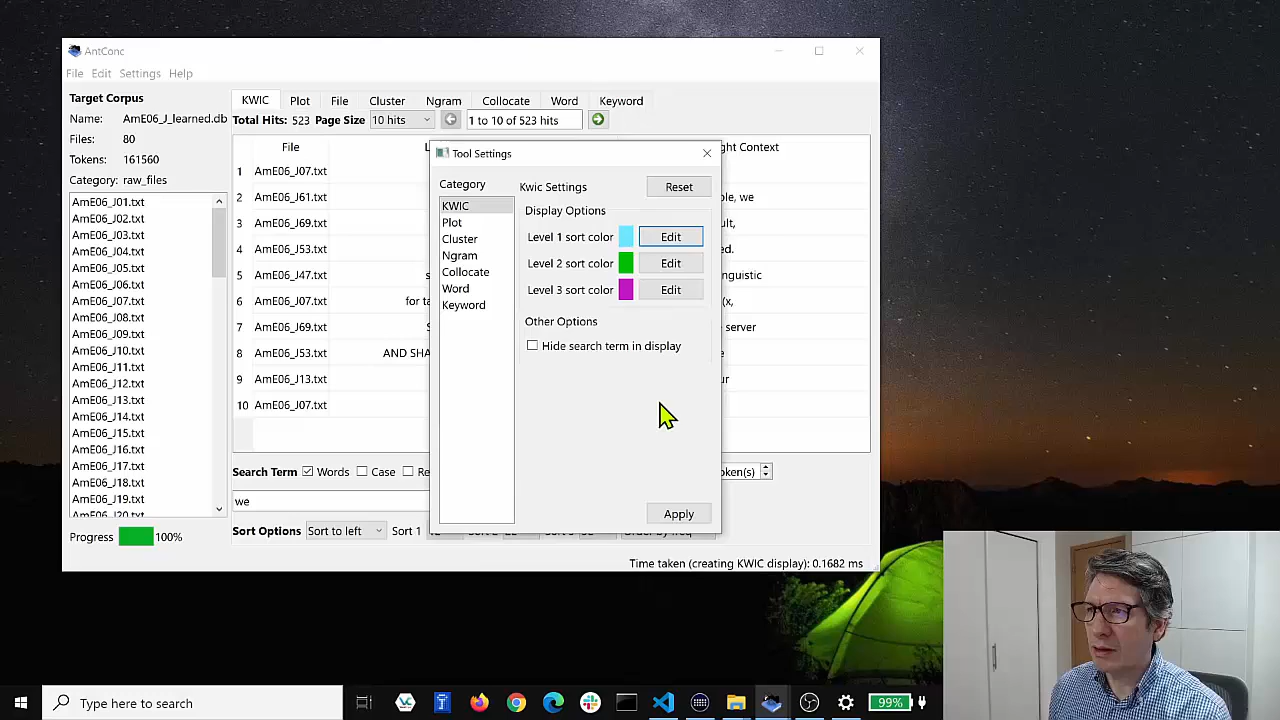 AntConc
File Edit Settings Help
Target Corpus
Name: AmE06_J_learned.db
Files: 80
Tokens: 161560
Category: raw_files
AmE06_J01.txt
AmE06_J02.txt
AmE06_J03.txt
AmE06_J04.txt
AmE06_J05.txt
AmE06_J06.txt
AmE06_J07.txt
AmE06_J08.txt
AmE06_J09.txt
AmE06_J10.txt
AmE06_J11.txt
AmE06_J12.txt
AmE06_J13.txt
AmE06_J14.txt
AmE06_J15.txt
AmE06_J16.txt
AmE06_J17.txt
AmE06_J18.txt
AmE06_J19.txt
AmE06_J20.txt
Progress 100%
KWIC Plot File Cluster Ngram Collocate Word Keyword
Total Hits: 523 Page Size 10 hits 1 to 10 of 523 hits
File L ght Context
1 AmE06_J07.txt
2 AmE06_J61.txt ole, we
3 AmE06_J69.txt ult,
4 AmE06_J53.txt ed.
5 AmE06_J47.txt s nguistic
6 AmE06_J07.txt for ta (x,
7 AmE06_J69.txt S e server
8 AmE06_J53.txt AND SHA e
9 AmE06_J13.txt ur
10 AmE06_J07.txt
Search Term Words Case Re oken(s)
we
Sort Options Sort to left Sort 1
Time taken (creating KWIC display): 0.1682 ms
Tool Settings
Category
KWIC
Plot
Cluster
Ngram
Collocate
Word
Keyword
Kwic Settings Reset
Display Options
Level 1 sort color Edit
Level 2 sort color Edit
Level 3 sort color Edit
Other Options
Hide search term in display
Apply
Type here to search
99%